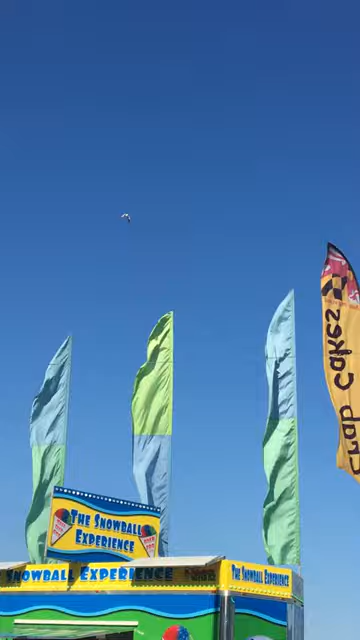 Crab Cakes
THE SNOWBALL
EXPERIENCE
SNOWBALL EXPERIENCE
THE SNOWBALL EXPERIENCE